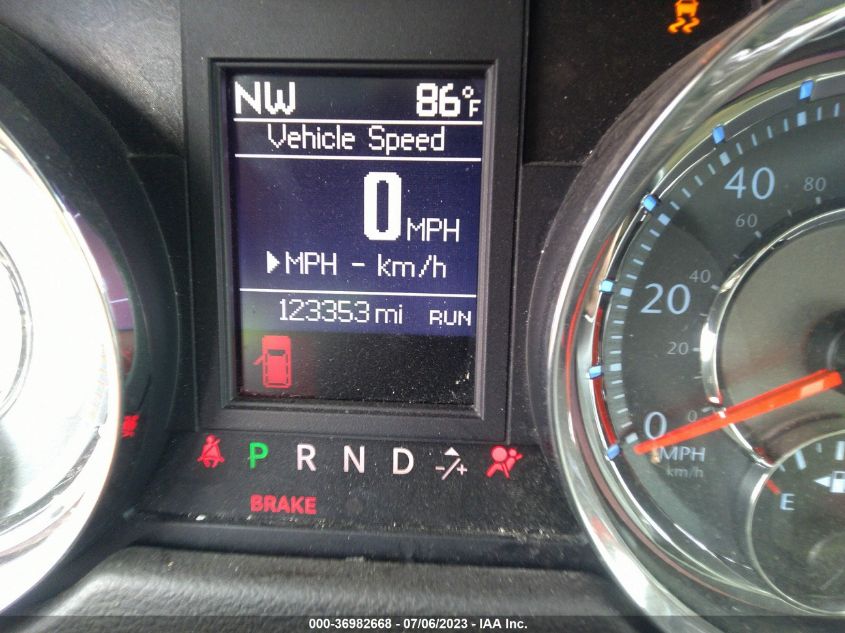 NW 86°F
Vehicle Speed
0 MPH
MPH - km/h
123353 mi RUN
P R N D -/+
BRAKE
40
80
60
20
40
20
0
0
MPH
km/h
E
000-36982668 - 07/06/2023 - IAA Inc.